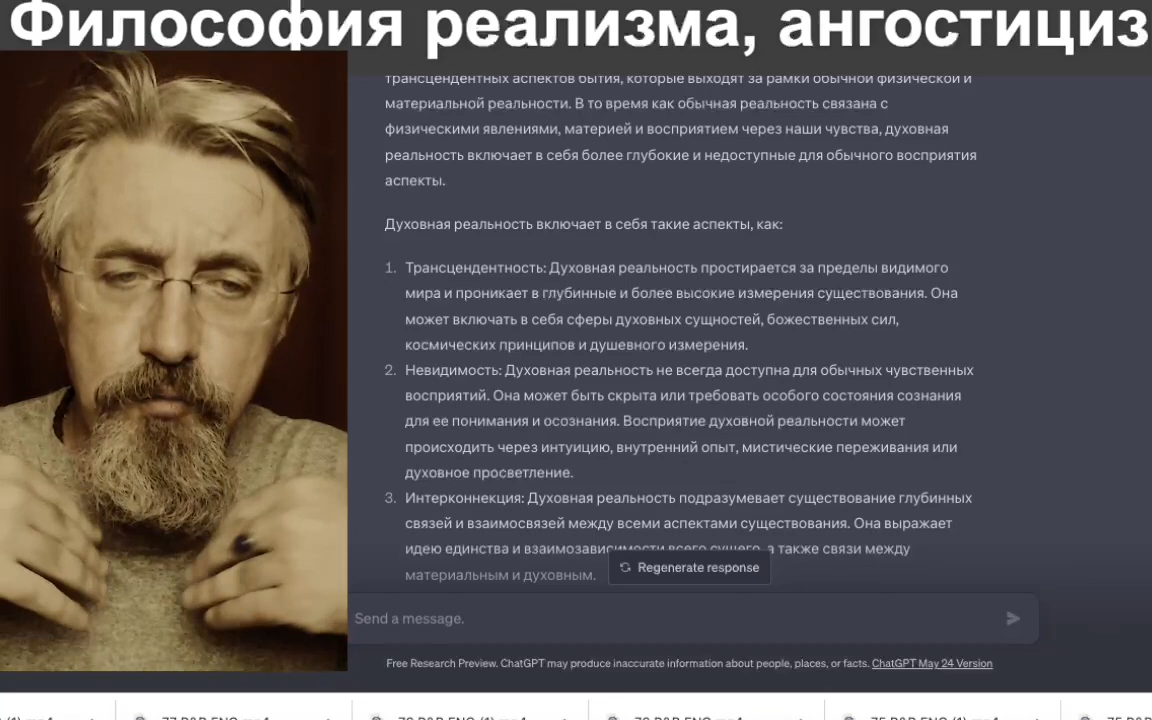 Философия реализма, ангостициз
трансцендентных аспектов бытия, которые выходят за рамки обычной физической и
материальной реальности. В то время как обычная реальность связана с
физическими явлениями, материей и восприятием через наши чувства, духовная
реальность включает в себя более глубокие и недоступные для обычного восприятия
аспекты.
Духовная реальность включает в себя такие аспекты, как:
1. Трансцендентность: Духовная реальность простирается за пределы видимого
мира и проникает в глубинные и более высокие измерения существования. Она
может включать в себя сферы духовных сущностей, божественных сил,
космических принципов и душевного измерения.
2. Невидимость: Духовная реальность не всегда доступна для обычных чувственных
восприятий. Она может быть скрыта или требовать особого состояния сознания
для ее понимания и осознания. Восприятие духовной реальности может
происходить через интуицию, внутренний опыт, мистические переживания или
духовное просветление.
3. Интерконнекция: Духовная реальность подразумевает существование глубинных
связей и взаимосвязей между всеми аспектами существования. Она выражает
идею единства и взаимозависимости всего сущего, а также связи между
материальным и духовным.
Regenerate response
Send a message.
Free Research Preview. ChatGPT may produce inaccurate information about people, places, or facts. ChatGPT May 24 Version